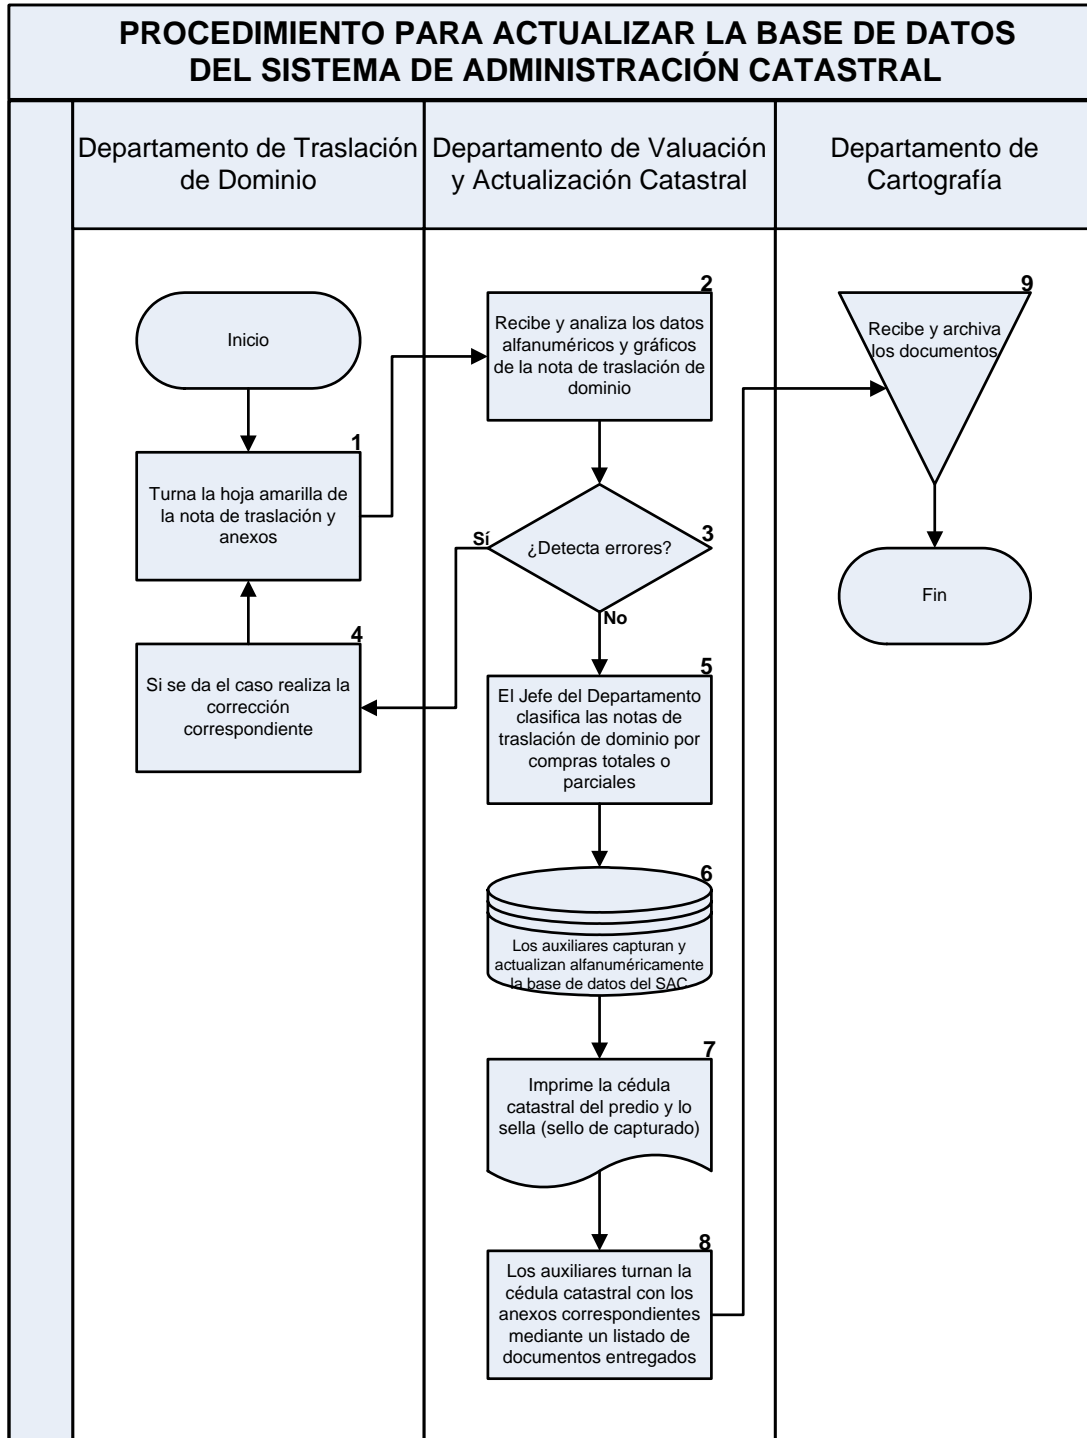 PROCEDIMIENTO PARA ACTUALIZAR LA BASE DE DATOS
DEL SISTEMA DE ADMINISTRACIÓN CATASTRAL
Departamento de Traslación
de Dominio
Departamento de Valuación
y Actualización Catastral
Departamento de
Cartografía
Inicio
1
Turna la hoja amarilla de
la nota de traslación y
anexos
2
Recibe y analiza los datos
alfanuméricos y gráficos
de la nota de traslación de
dominio
3
¿Detecta errores?
Sí
No
4
Si se da el caso realiza la
corrección
correspondiente
5
El Jefe del Departamento
clasifica las notas de
traslación de dominio por
compras totales o
parciales
6
Los auxiliares capturan y
actualizan alfanuméricamente
la base de datos del SAC.
7
Imprime la cédula
catastral del predio y lo
sella (sello de capturado)
8
Los auxiliares turnan la
cédula catastral con los
anexos correspondientes
mediante un listado de
documentos entregados
9
Recibe y archiva
los documentos
Fin